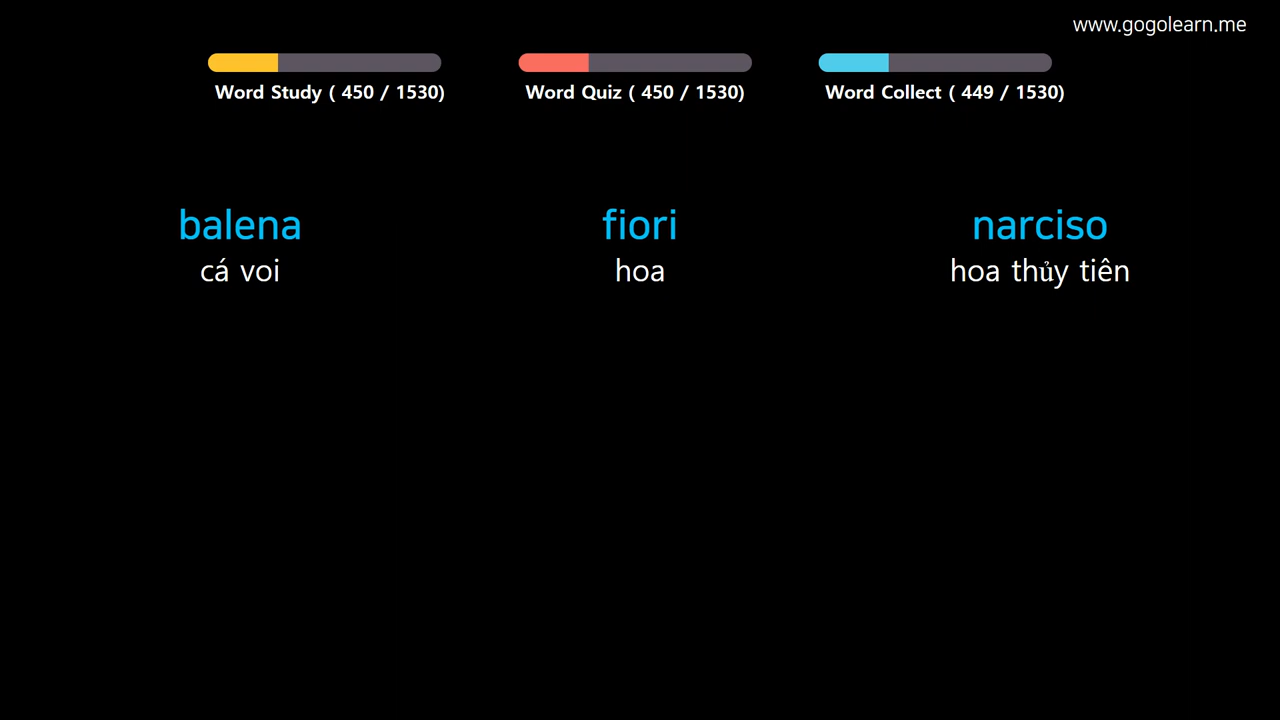 www.gogolearn.me
Word Study ( 450 / 1530)
Word Quiz ( 450 / 1530)
Word Collect ( 449 / 1530)
balena
cá voi
fiori
hoa
narciso
hoa thủy tiên